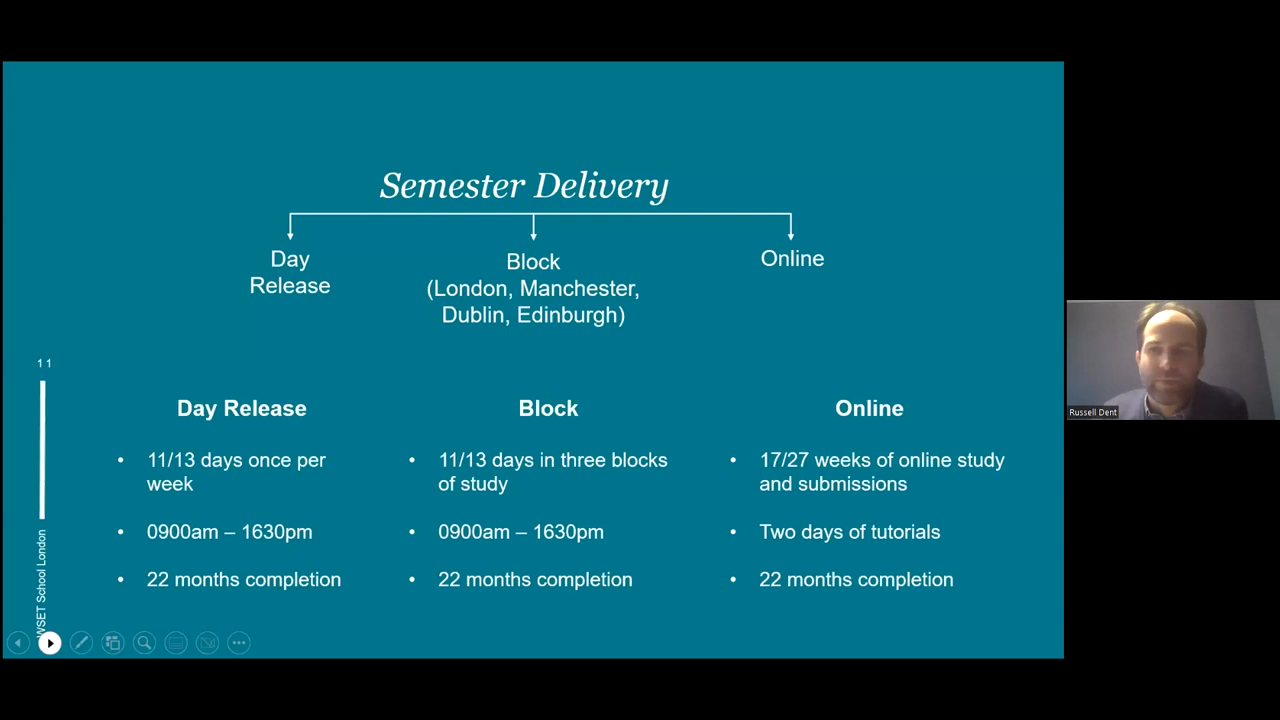 Semester Delivery
Day
Release
Block
(London, Manchester,
Dublin, Edinburgh)
Online
11
WSET School London
Day Release
• 11/13 days once per
week
• 0900am – 1630pm
• 22 months completion
Block
• 11/13 days in three blocks
of study
• 0900am – 1630pm
• 22 months completion
Online
• 17/27 weeks of online study
and submissions
• Two days of tutorials
• 22 months completion
Russell Dent